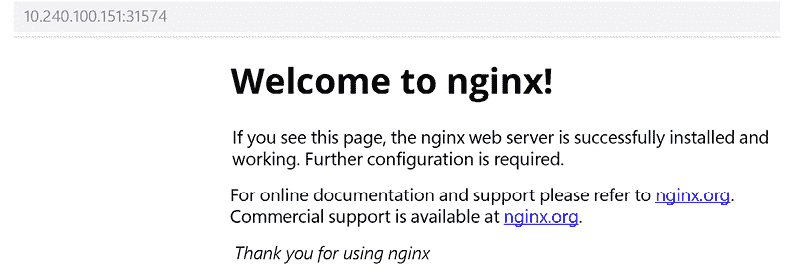 10.240.100.151:31574
Welcome to nginx!
If you see this page, the nginx web server is successfully installed and
working. Further configuration is required.
For online documentation and support please refer to nginx.org.
Commercial support is available at nginx.org.
Thank you for using nginx